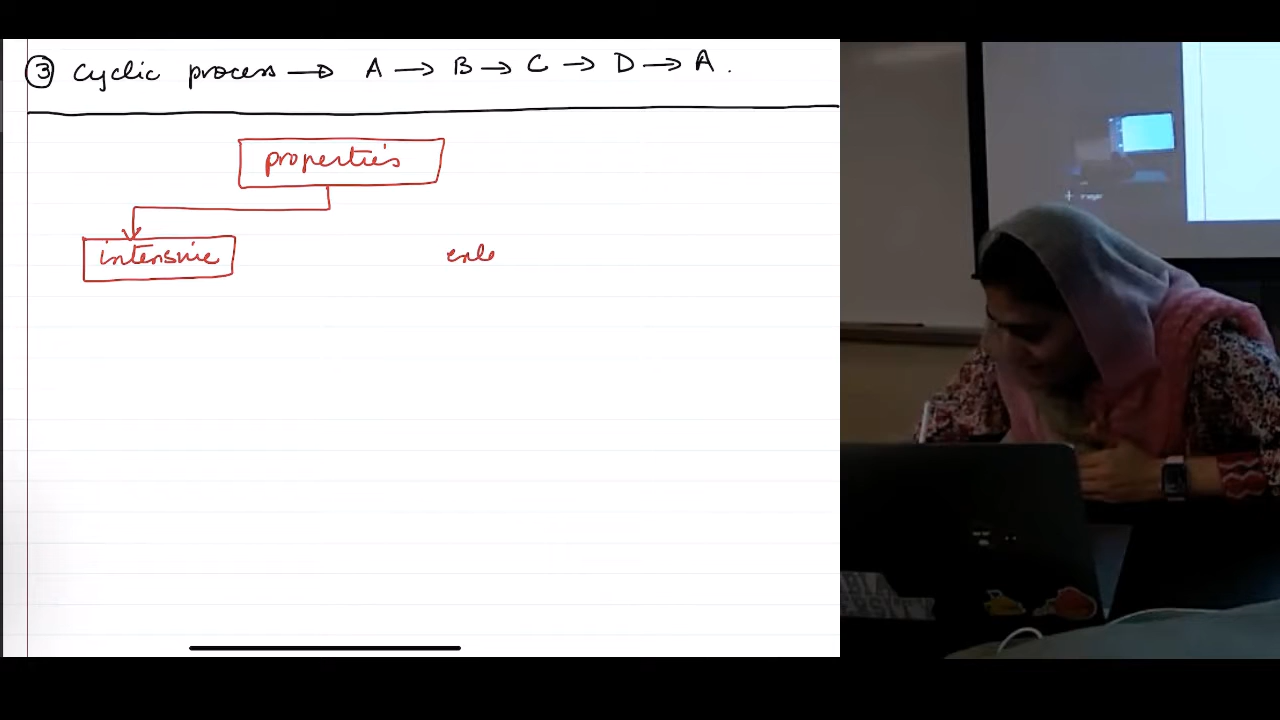 ③ Cyclic process → A → B → C → D → A .
properties
intensive